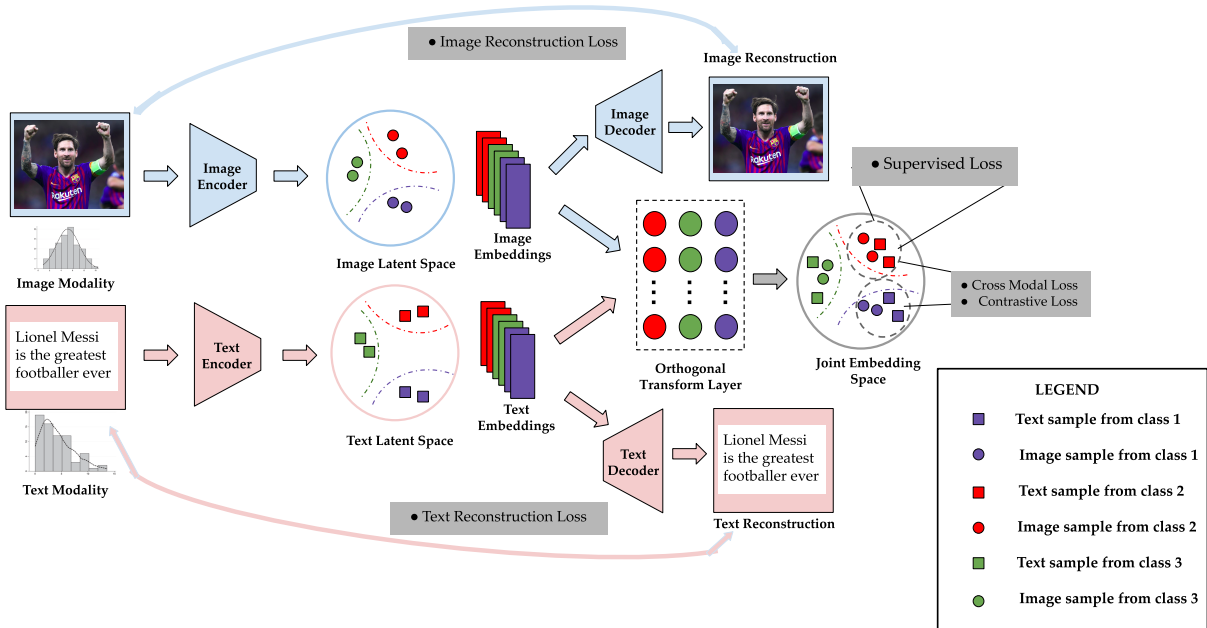 ● Image Reconstruction Loss
Image Reconstruction
Rakuten
Image
Encoder
Image
Decoder
Rakuten
● Supervised Loss
Image Latent Space
Image
Embeddings
Image Modality
● Cross Modal Loss
● Contrastive Loss
Lionel Messi
is the greatest
footballer ever
Text
Encoder
Text Latent Space
Text
Embeddings
Orthogonal
Transform Layer
Joint Embedding
Space
Text
Decoder
Lionel Messi
is the greatest
footballer ever
Text Modality
● Text Reconstruction Loss
Text Reconstruction
LEGEND
Text sample from class 1
Image sample from class 1
Text sample from class 2
Image sample from class 2
Text sample from class 3
Image sample from class 3